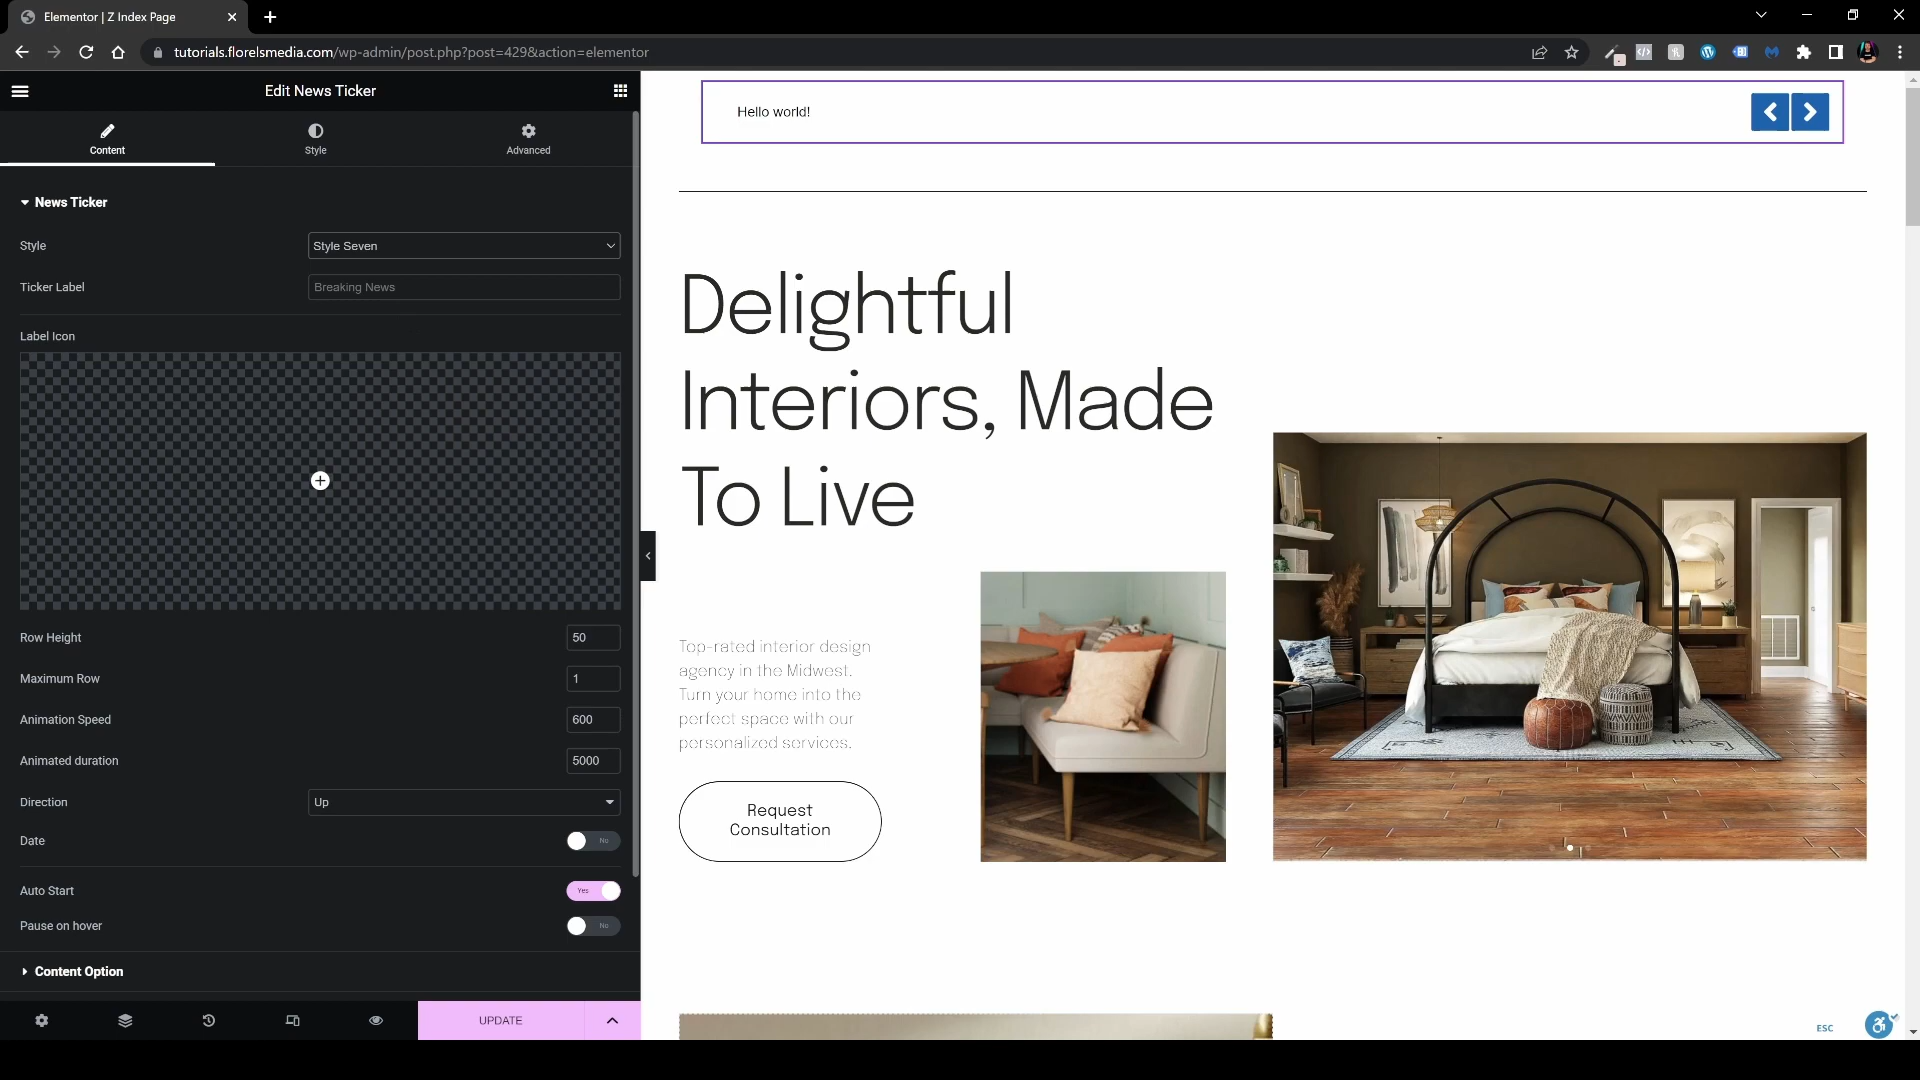 Elementor | Z Index Page
tutorials.florelsmedia.com/wp-admin/post.php?post=429&action=elementor
Edit News Ticker
Content
Style
Advanced
News Ticker
Style
Style Seven
Ticker Label
Breaking News
Label Icon
Row Height
50
Maximum Row
1
Animation Speed
600
Animated duration
5000
Direction
Up
Date
No
Auto Start
Yes
Pause on hover
No
Content Option
UPDATE
Hello world!
Delightful
Interiors, Made
To Live
Top-rated interior design
agency in the Midwest.
Turn your home into the
perfect space with our
personalized services.
Request
Consultation
ESC